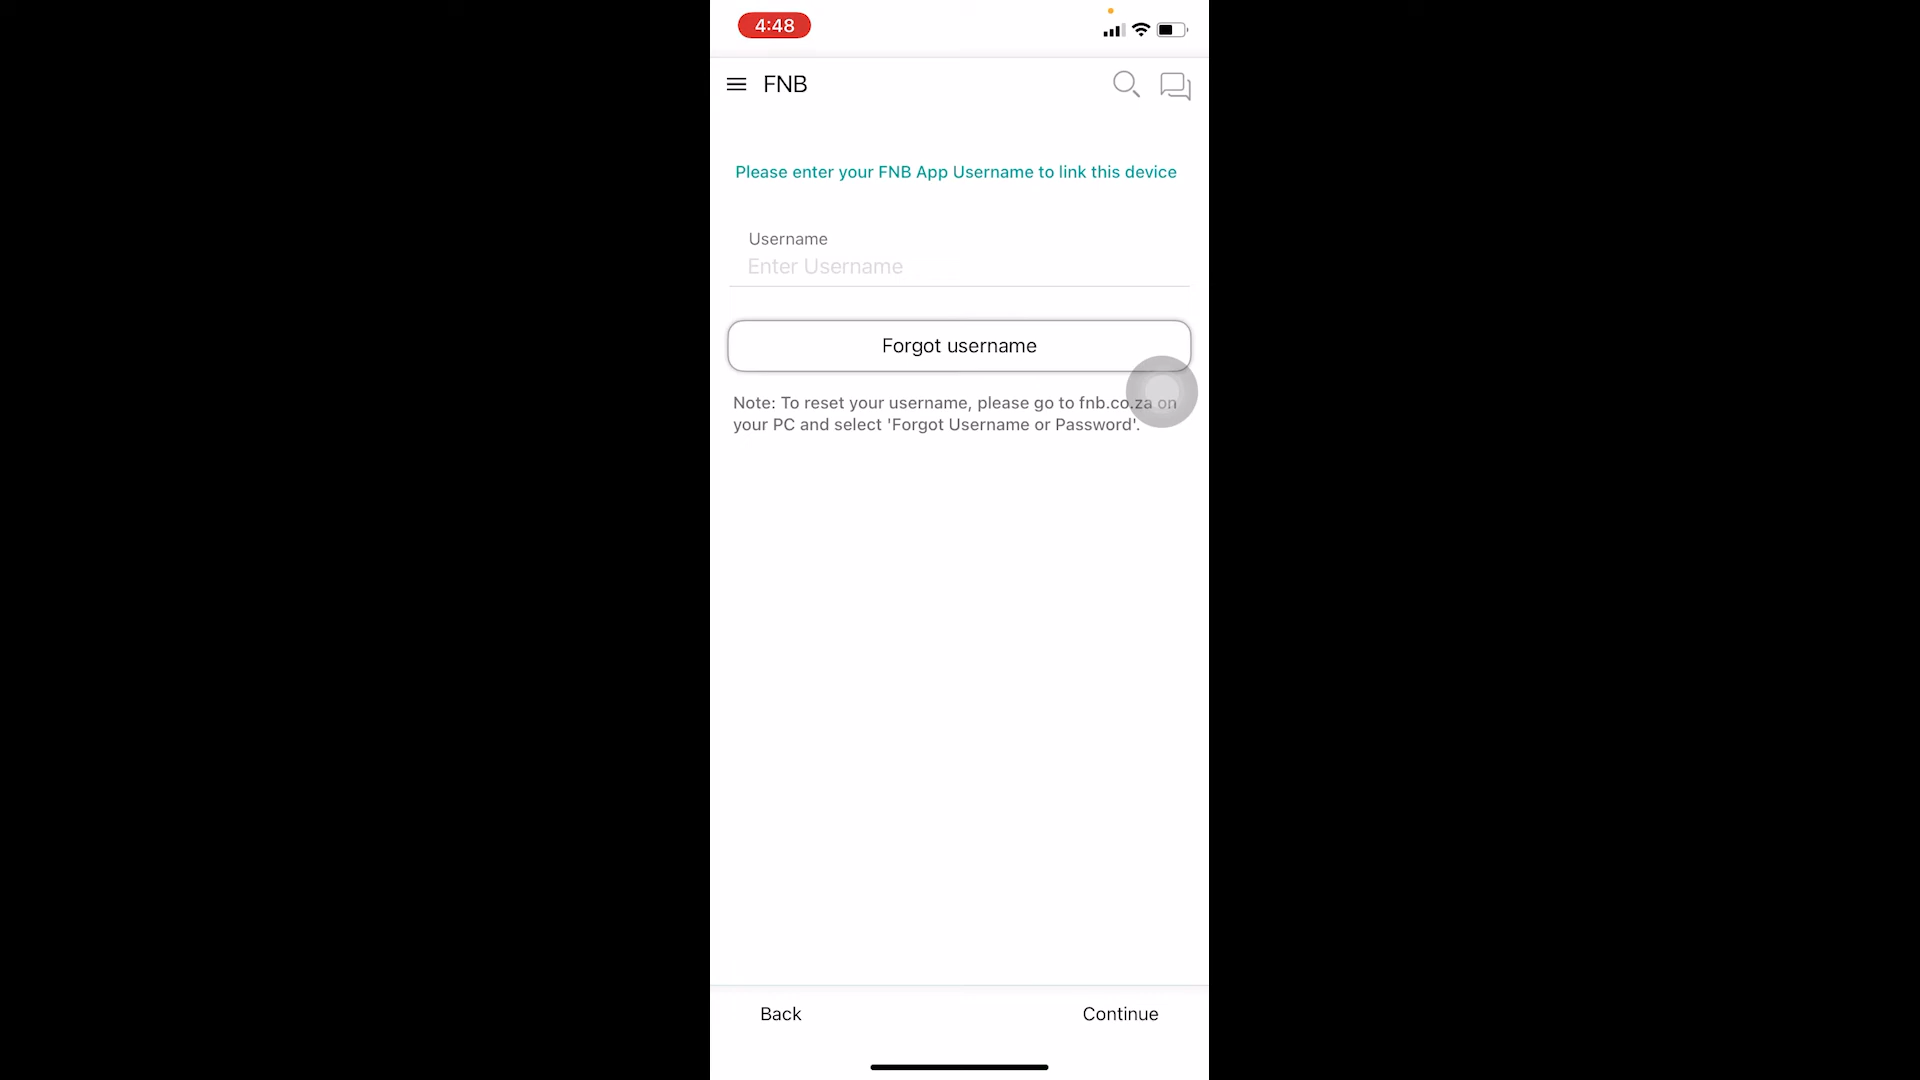 4:48
FNB
Please enter your FNB App Username to link this device
Username
Enter Username
Forgot username
Note: To reset your username, please go to fnb.co.za on
your PC and select 'Forgot Username or Password'.
Back
Continue